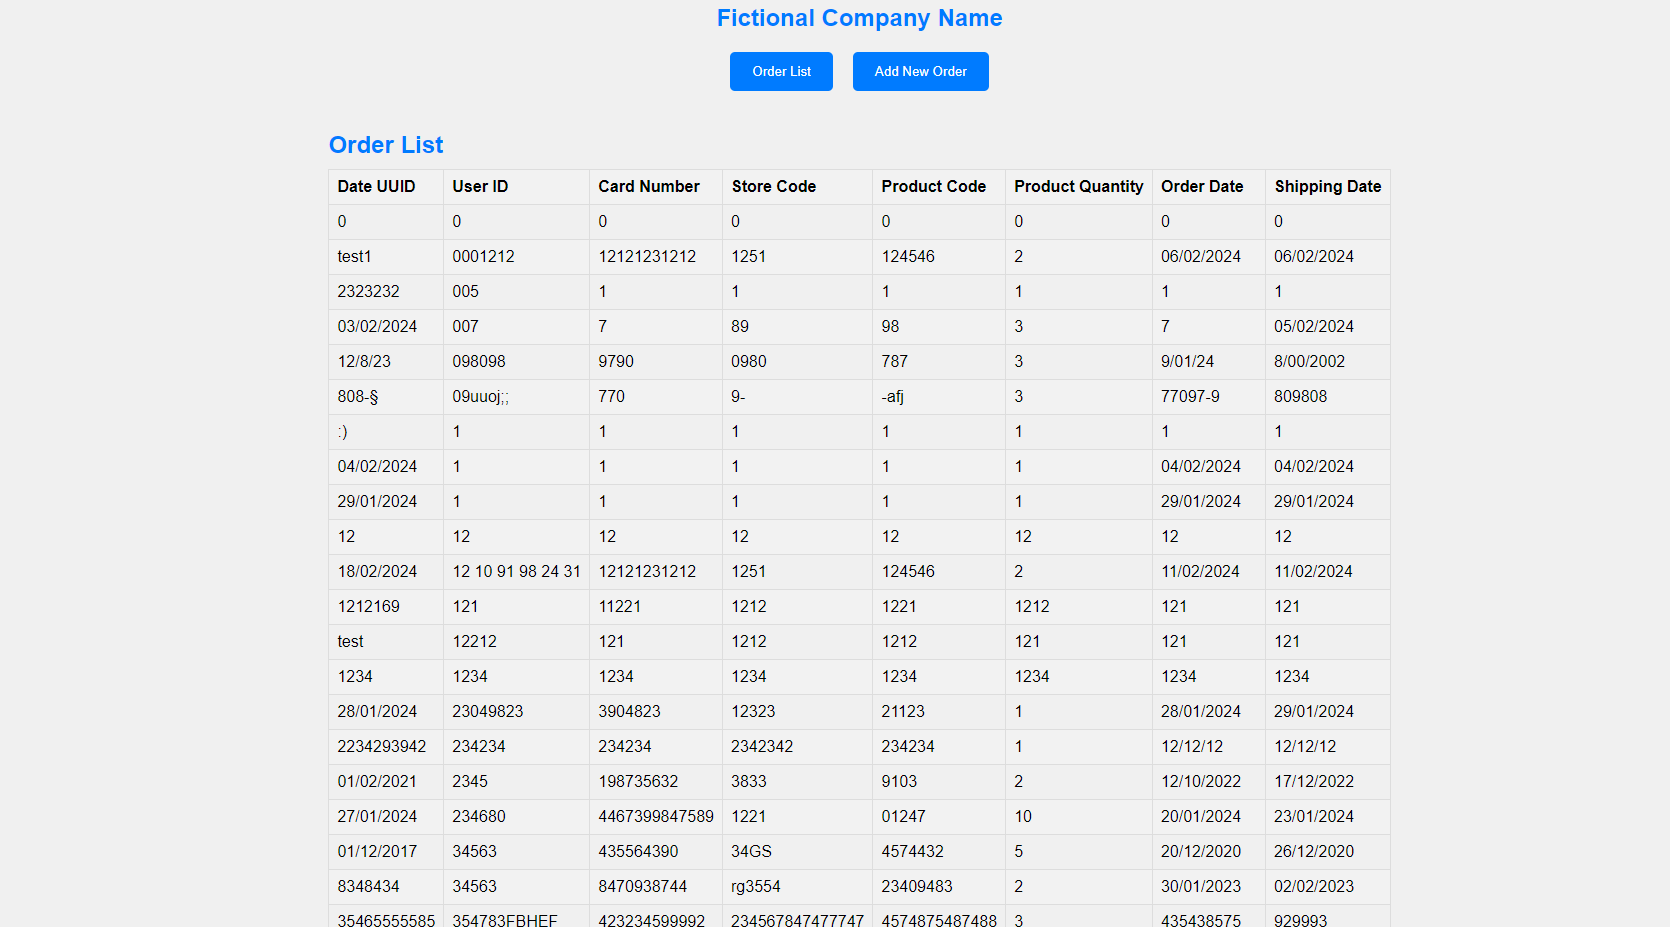 Fictional Company Name
Order List Add New Order
Order List
Date UUID User ID Card Number Store Code Product Code Product Quantity Order Date Shipping Date
0 0 0 0 0 0 0 0
test1 0001212 12121231212 1251 124546 2 06/02/2024 06/02/2024
2323232 005 1 1 1 1 1 1
03/02/2024 007 7 89 98 3 7 05/02/2024
12/8/23 098098 9790 0980 787 3 9/01/24 8/00/2002
808-§ 09uuoj;; 770 9- -afj 3 77097-9 809808
:) 1 1 1 1 1 1 1
04/02/2024 1 1 1 1 1 04/02/2024 04/02/2024
29/01/2024 1 1 1 1 1 29/01/2024 29/01/2024
12 12 12 12 12 12 12 12
18/02/2024 12 10 91 98 24 31 12121231212 1251 124546 2 11/02/2024 11/02/2024
1212169 121 11221 1212 1221 1212 121 121
test 12212 121 1212 1212 121 121 121
1234 1234 1234 1234 1234 1234 1234 1234
28/01/2024 23049823 3904823 12323 21123 1 28/01/2024 29/01/2024
2234293942 234234 234234 2342342 234234 1 12/12/12 12/12/12
01/02/2021 2345 198735632 3833 9103 2 12/10/2022 17/12/2022
27/01/2024 234680 4467399847589 1221 01247 10 20/01/2024 23/01/2024
01/12/2017 34563 435564390 34GS 4574432 5 20/12/2020 26/12/2020
8348434 34563 8470938744 rg3554 23409483 2 30/01/2023 02/02/2023
35465555585 354783FBHEF 423234599992 234567847477747 4574875487488 3 435438575 929993